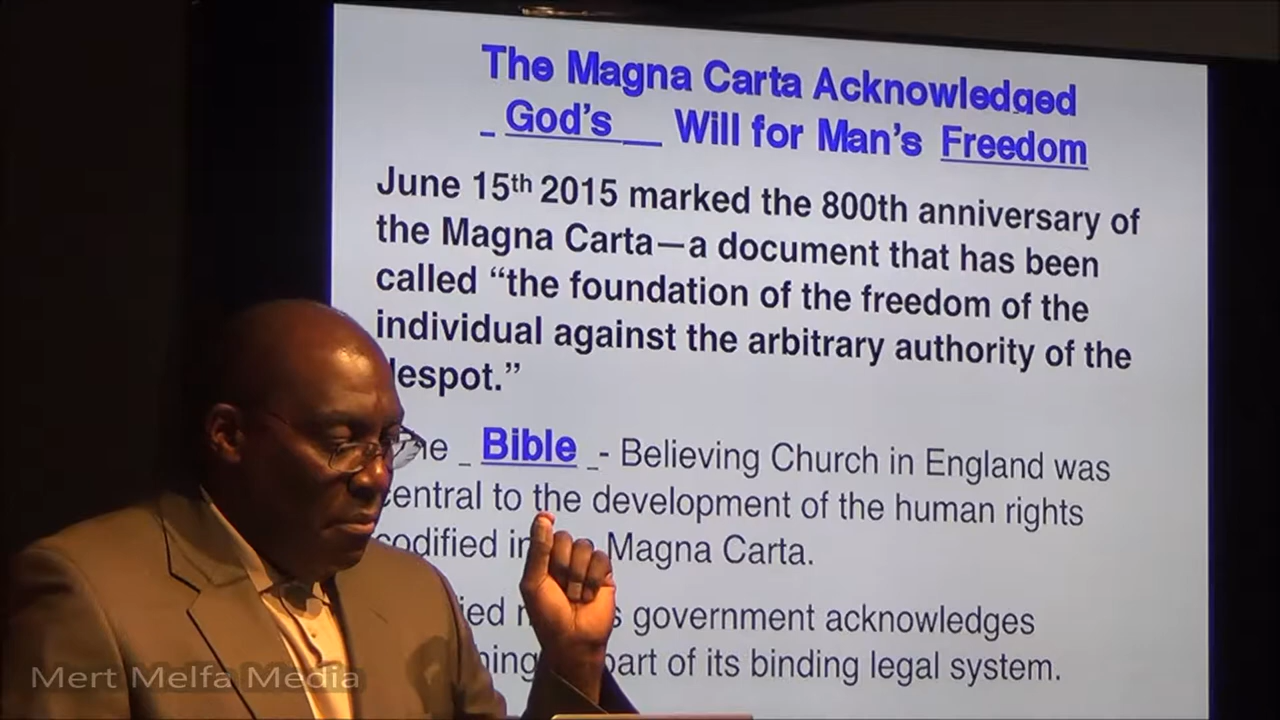 The Magna Carta Acknowledged
_ God's __ Will for Man's Freedom
June 15th 2015 marked the 800th anniversary of
the Magna Carta—a document that has been
called “the foundation of the freedom of the
individual against the arbitrary authority of the
despot.”
_ Bible _- Believing Church in England was
central to the development of the human rights
codified in Magna Carta.
government acknowledges
part of its binding legal system.
Mert Melfa Media